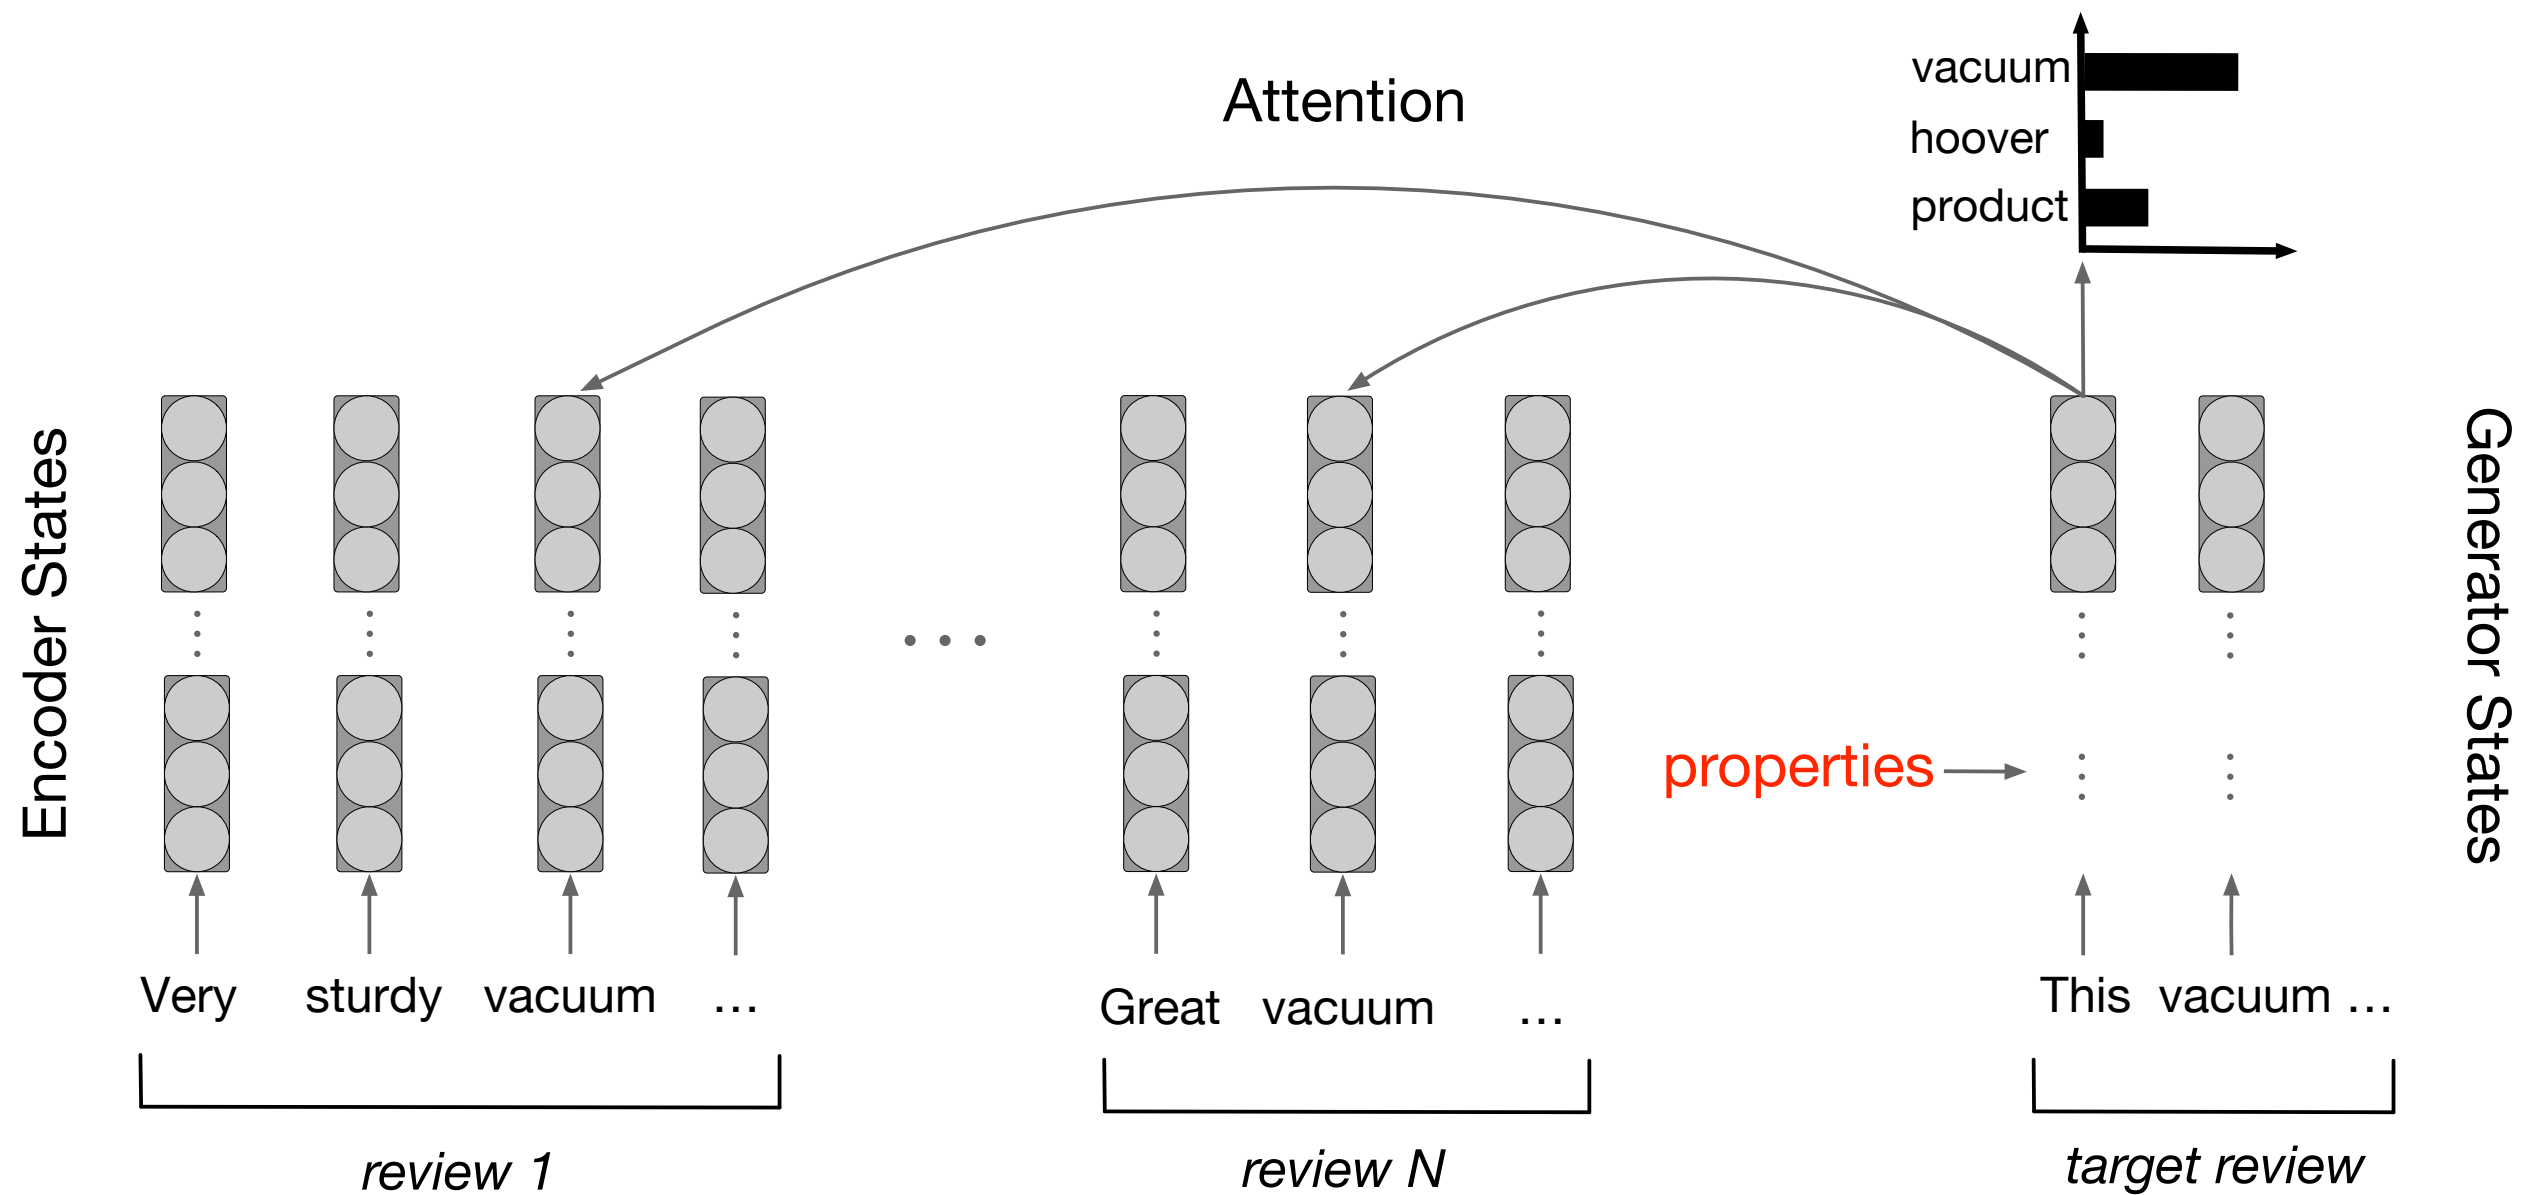 Attention
vacuum
hoover
product
Encoder States
Generator States
properties
Very sturdy vacuum ...
Great vacuum ...
This vacuum ...
review 1
review N
target review